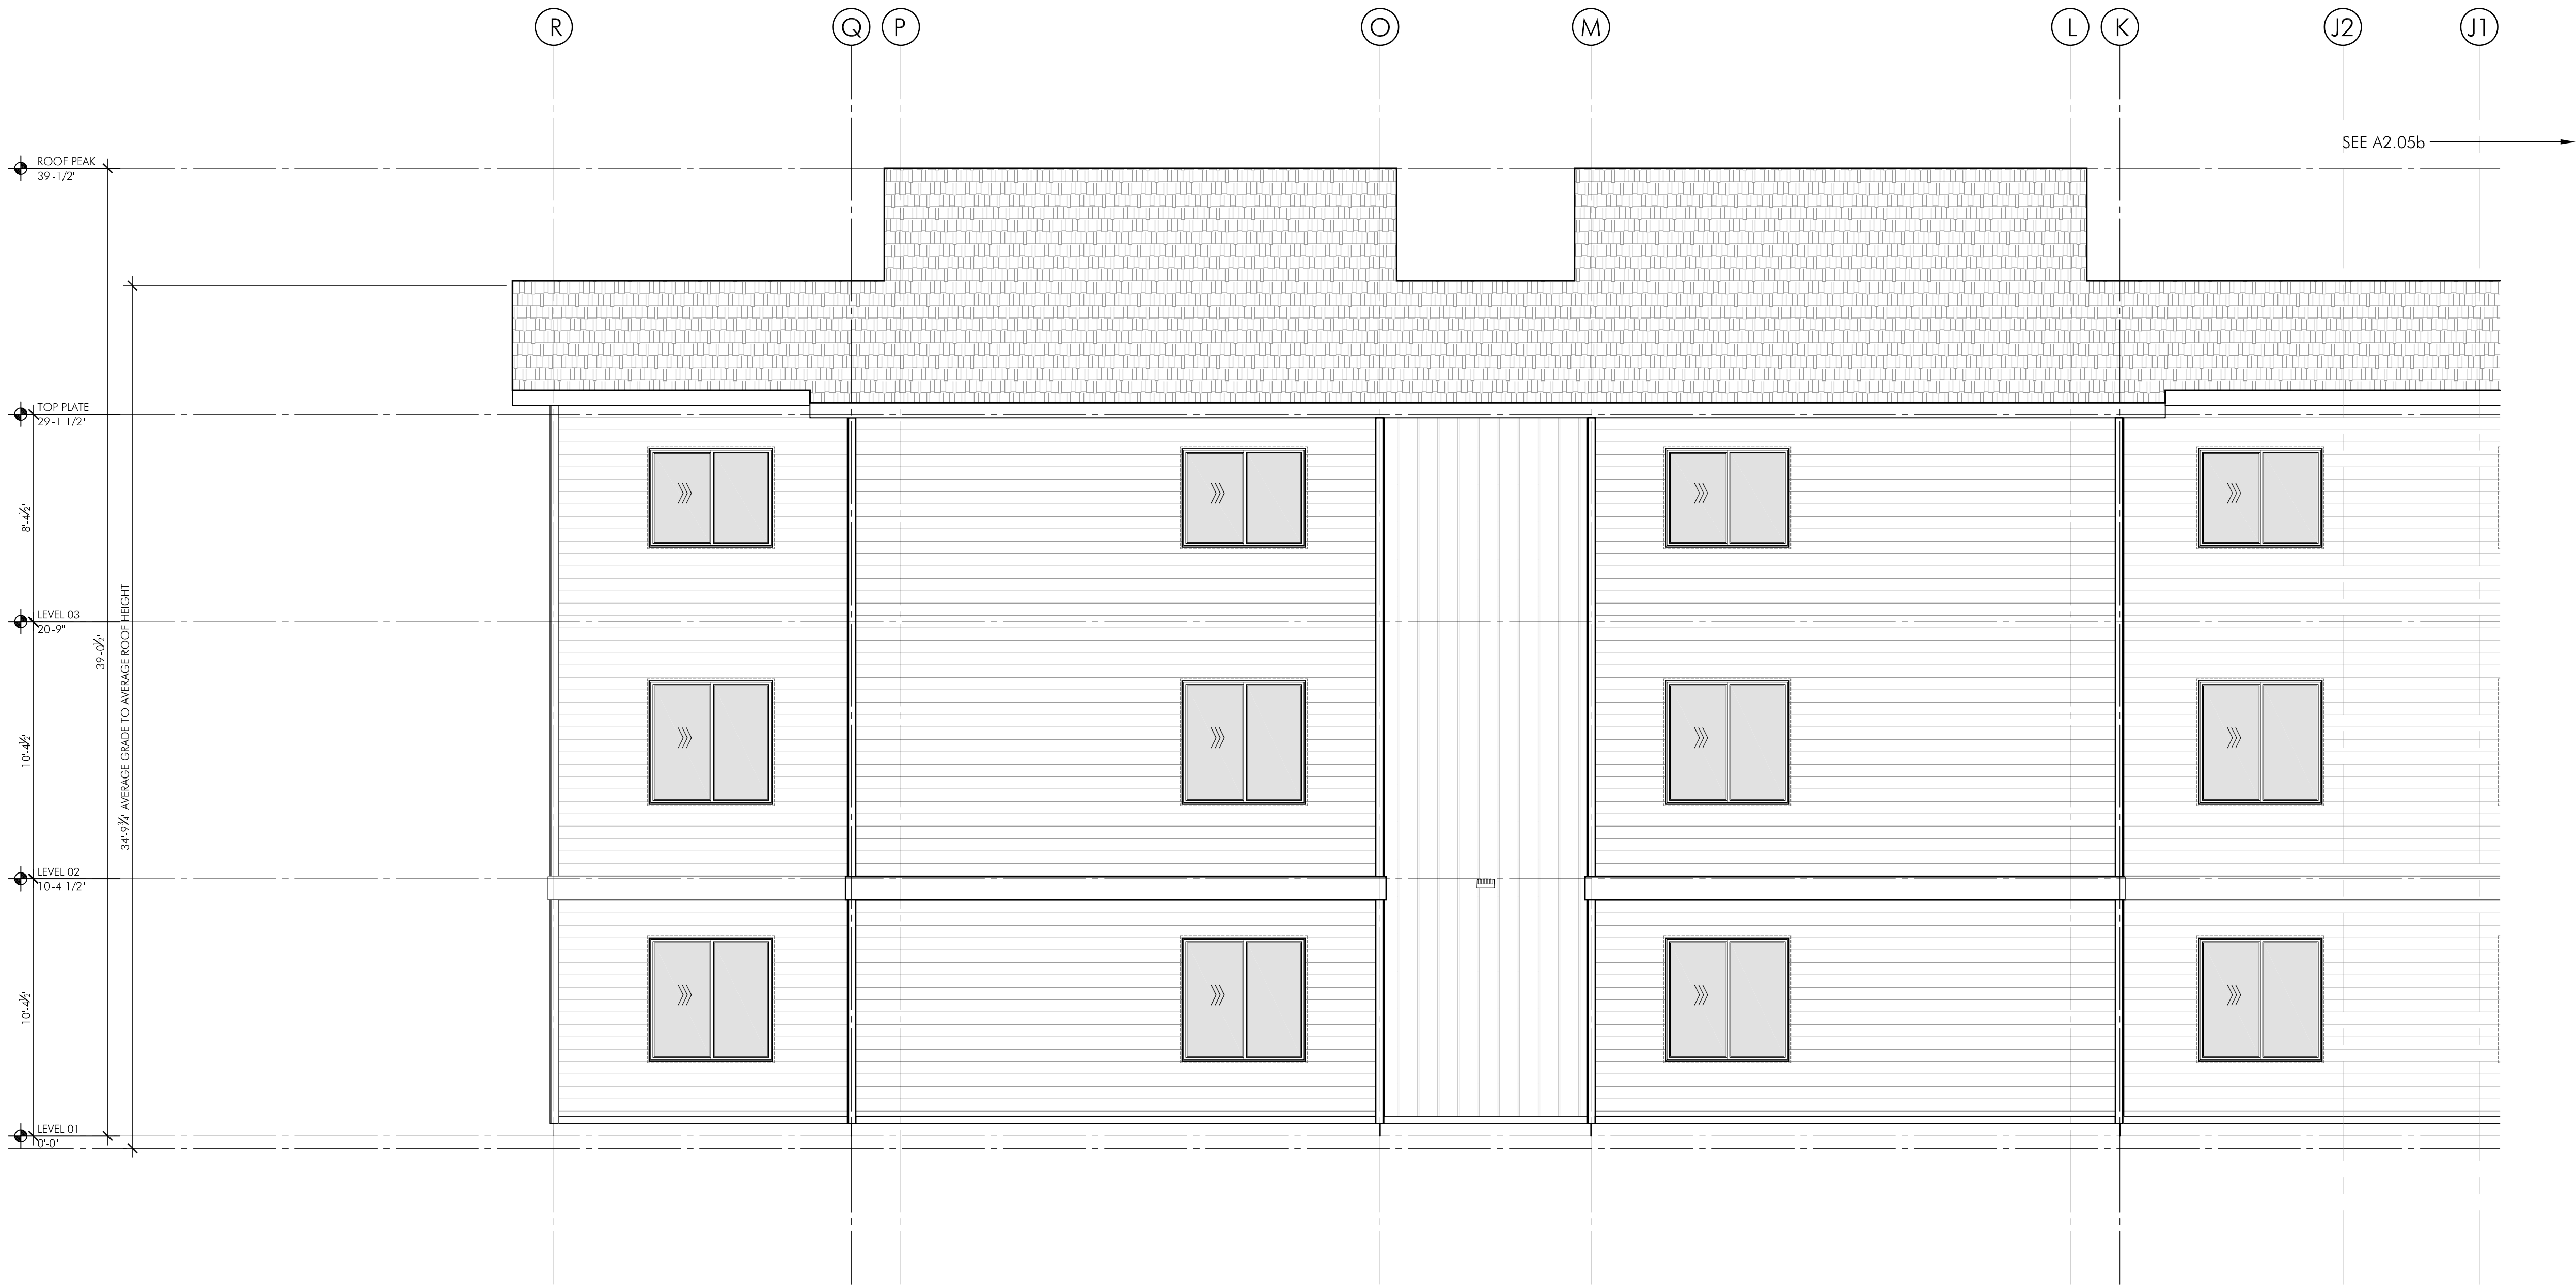 R
Q
P
O
M
L
K
J2
J1
SEE A2.05b
ROOF PEAK
39'-1/2"
TOP PLATE
29'-1 1/2"
8'-4½"
LEVEL 03
20'-9"
39'-0½"
34'-9¾" AVERAGE GRADE TO AVERAGE ROOF HEIGHT
10'-4½"
LEVEL 02
10'-4 1/2"
10'-4½"
LEVEL 01
0'-0"